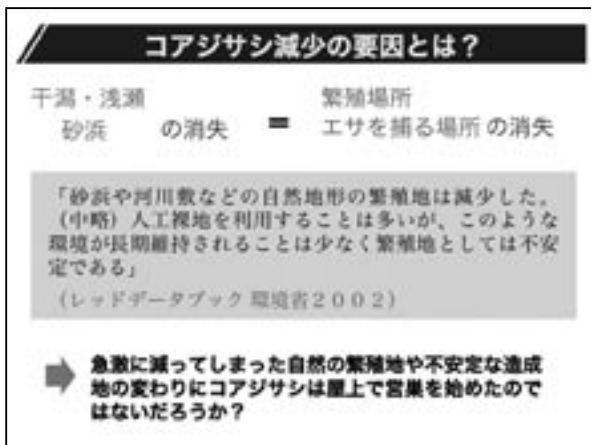 コアジサシ減少の要因とは？
干潟・浅瀬
砂浜 の消失 = 繁殖場所
エサを捕る場所 の消失
「砂浜や河川敷などの自然地形の繁殖地は減少した。
（中略）人工裸地を利用することは多いが、このような
環境が長期維持されることは少なく繁殖地としては不安
定である」
（レッドデータブック 環境省２００２）
急激に減ってしまった自然の繁殖地や不安定な造成
地の変わりにコアジサシは屋上で営巣を始めたので
はないだろうか？